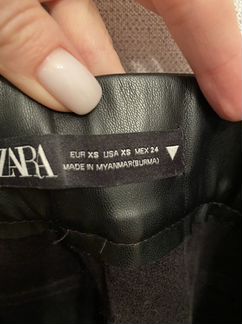 ZARA
EUR XS USA XS MEX 24
MADE IN MYANMAR(BURMA)